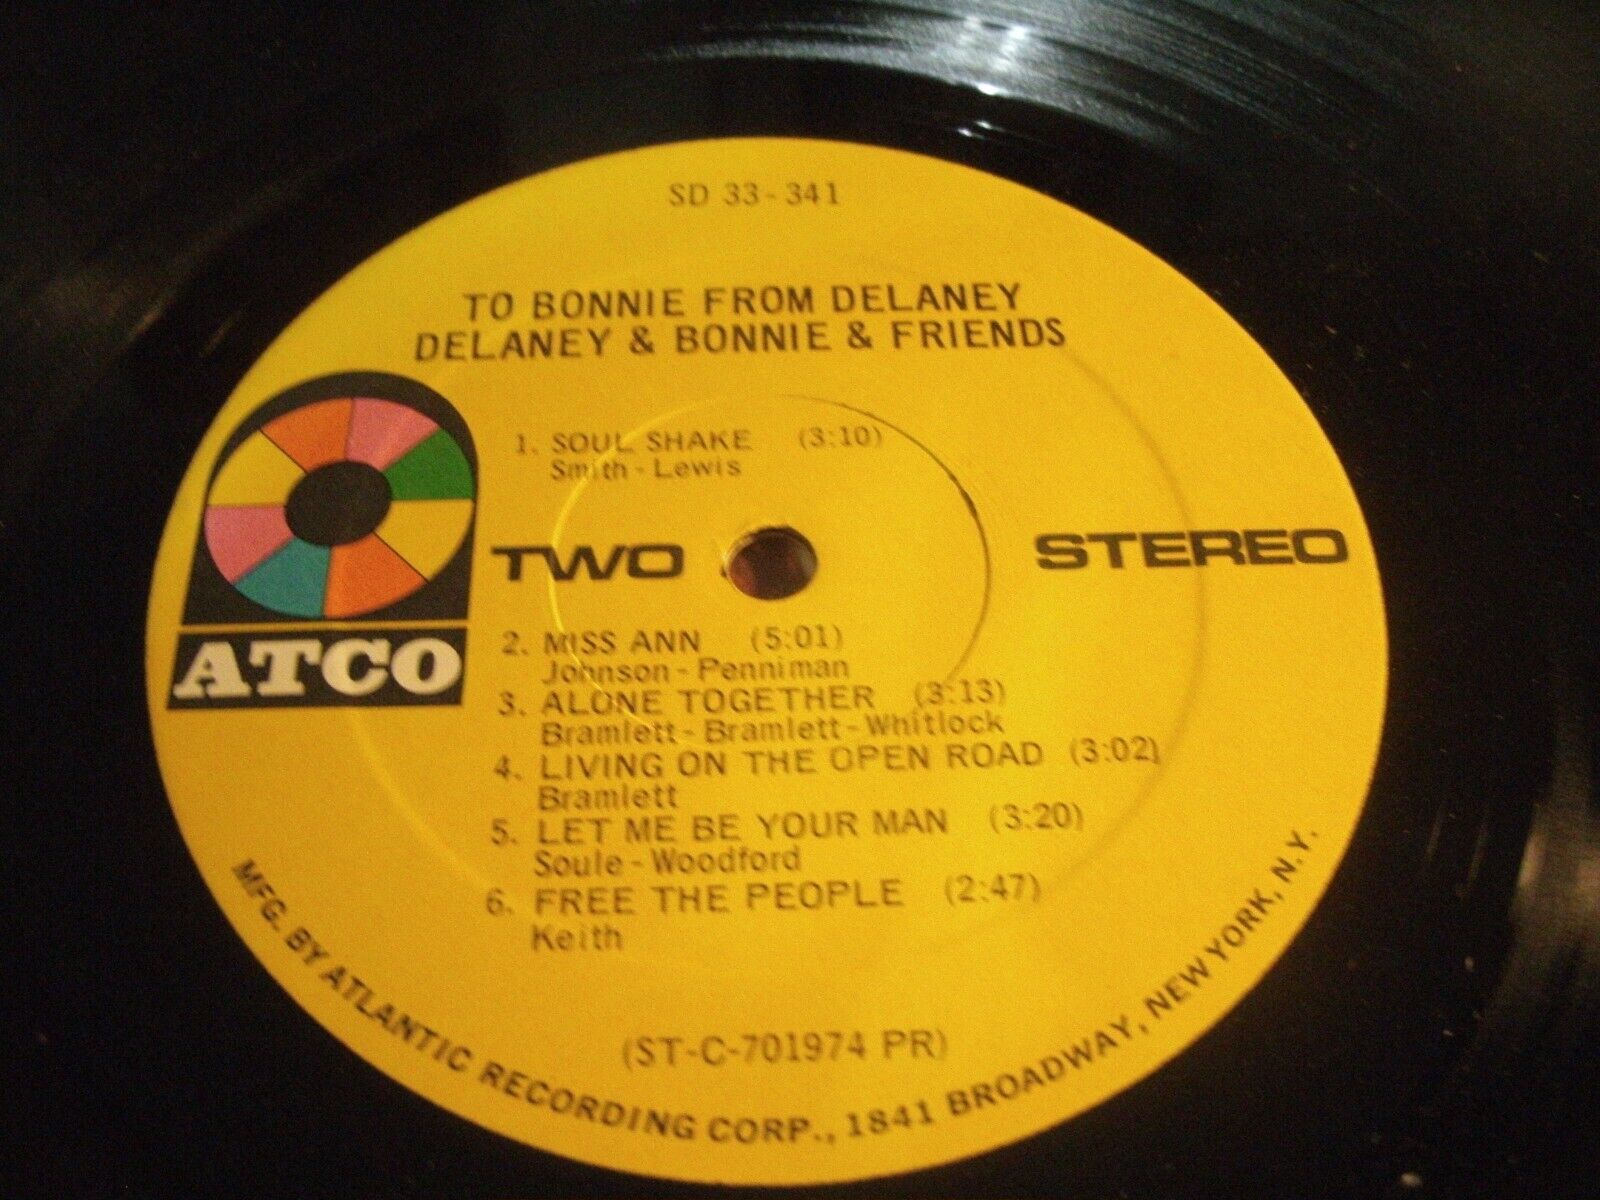 SD 33-341
TO BONNIE FROM DELANEY
DELANEY & BONNIE & FRIENDS
1. SOUL SHAKE (3:10)
Smith - Lewis
TWO
STEREO
ATCO
2. MISS ANN (5:01)
Johnson - Penniman
3. ALONE TOGETHER (3:13)
Bramlett - Bramlett - Whitlock
4. LIVING ON THE OPEN ROAD (3:02)
Bramlett
5. LET ME BE YOUR MAN (3:20)
Soule - Woodford
6. FREE THE PEOPLE (2:47)
Keith
(ST-C-701974 PR)
MFG. BY ATLANTIC RECORDING CORP., 1841 BROADWAY, NEW YORK, N.Y.